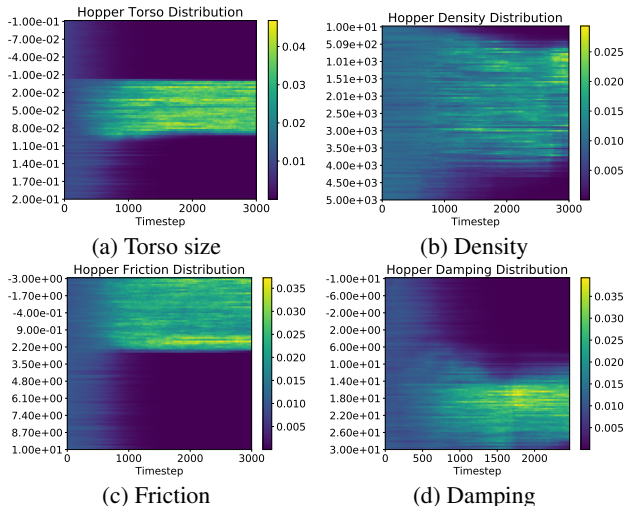 Hopper Torso Distribution
-1.00e-01
-7.00e-02
-4.00e-02
-1.00e-02
2.00e-02
5.00e-02
8.00e-02
1.10e-01
1.40e-01
1.70e-01
2.00e-01
0 1000 2000 3000
Timestep
0.04
0.03
0.02
0.01
(a) Torso size
Hopper Density Distribution
1.00e+01
5.09e+02
1.01e+03
1.51e+03
2.01e+03
2.50e+03
3.00e+03
3.50e+03
4.00e+03
4.50e+03
5.00e+03
0 1000 2000 3000
Timestep
0.025
0.020
0.015
0.010
0.005
(b) Density
Hopper Friction Distribution
-3.00e+00
-1.70e+00
-4.00e-01
9.00e-01
2.20e+00
3.50e+00
4.80e+00
6.10e+00
7.40e+00
8.70e+00
1.00e+01
0 1000 2000 3000
Timestep
0.035
0.030
0.025
0.020
0.015
0.010
0.005
(c) Friction
Hopper Damping Distribution
-1.00e+01
-6.00e+00
-2.00e+00
2.00e+00
6.00e+00
1.00e+01
1.40e+01
1.80e+01
2.20e+01
2.60e+01
3.00e+01
0 500 1000 1500 2000
Timestep
0.035
0.030
0.025
0.020
0.015
0.010
0.005
(d) Damping